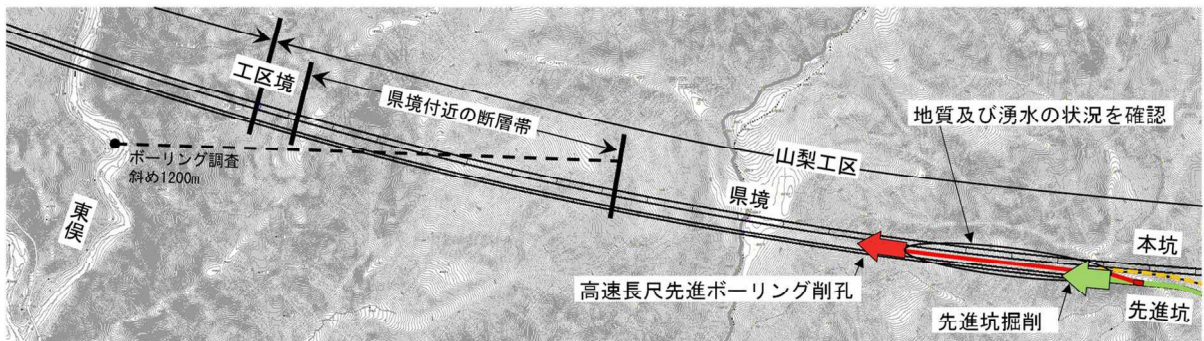 工区境
県境付近の断層帯
地質及び湧水の状況を確認
ボーリング調査
斜め1200m
山梨工区
東俣
県境
本坑
高速長尺先進ボーリング削孔
先進坑掘削
先進坑